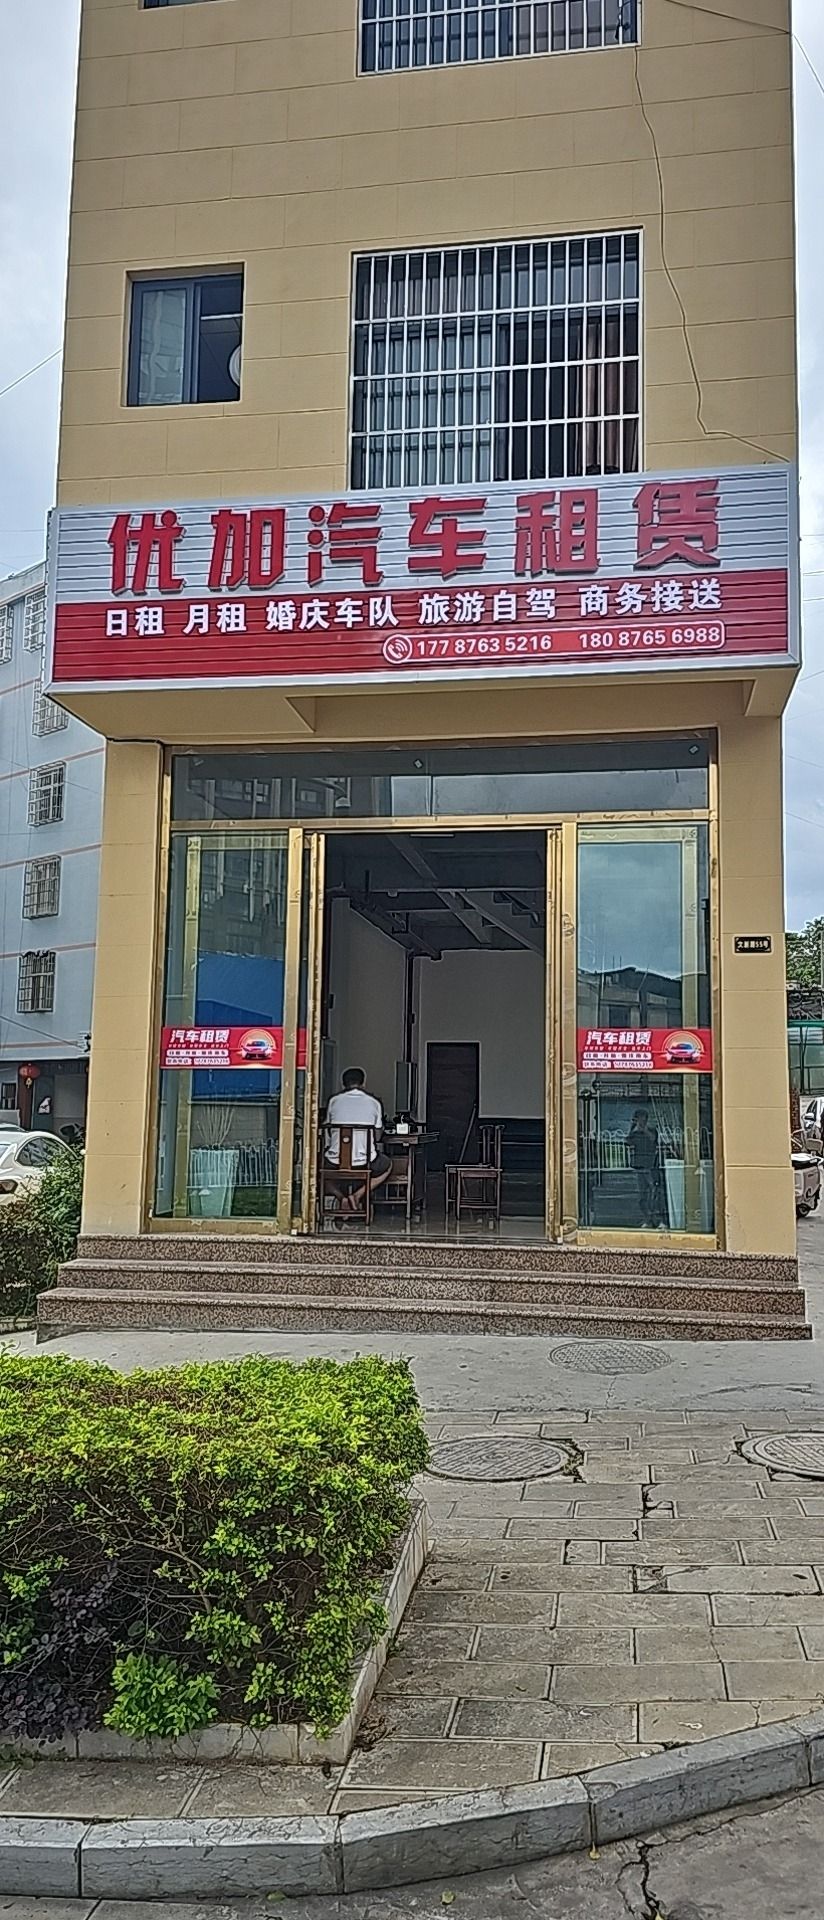 优加汽车租赁
日租 月租 婚庆车队 旅游自驾 商务接送
177 8763 5216 180 8765 6988
汽车租赁
汽车租赁